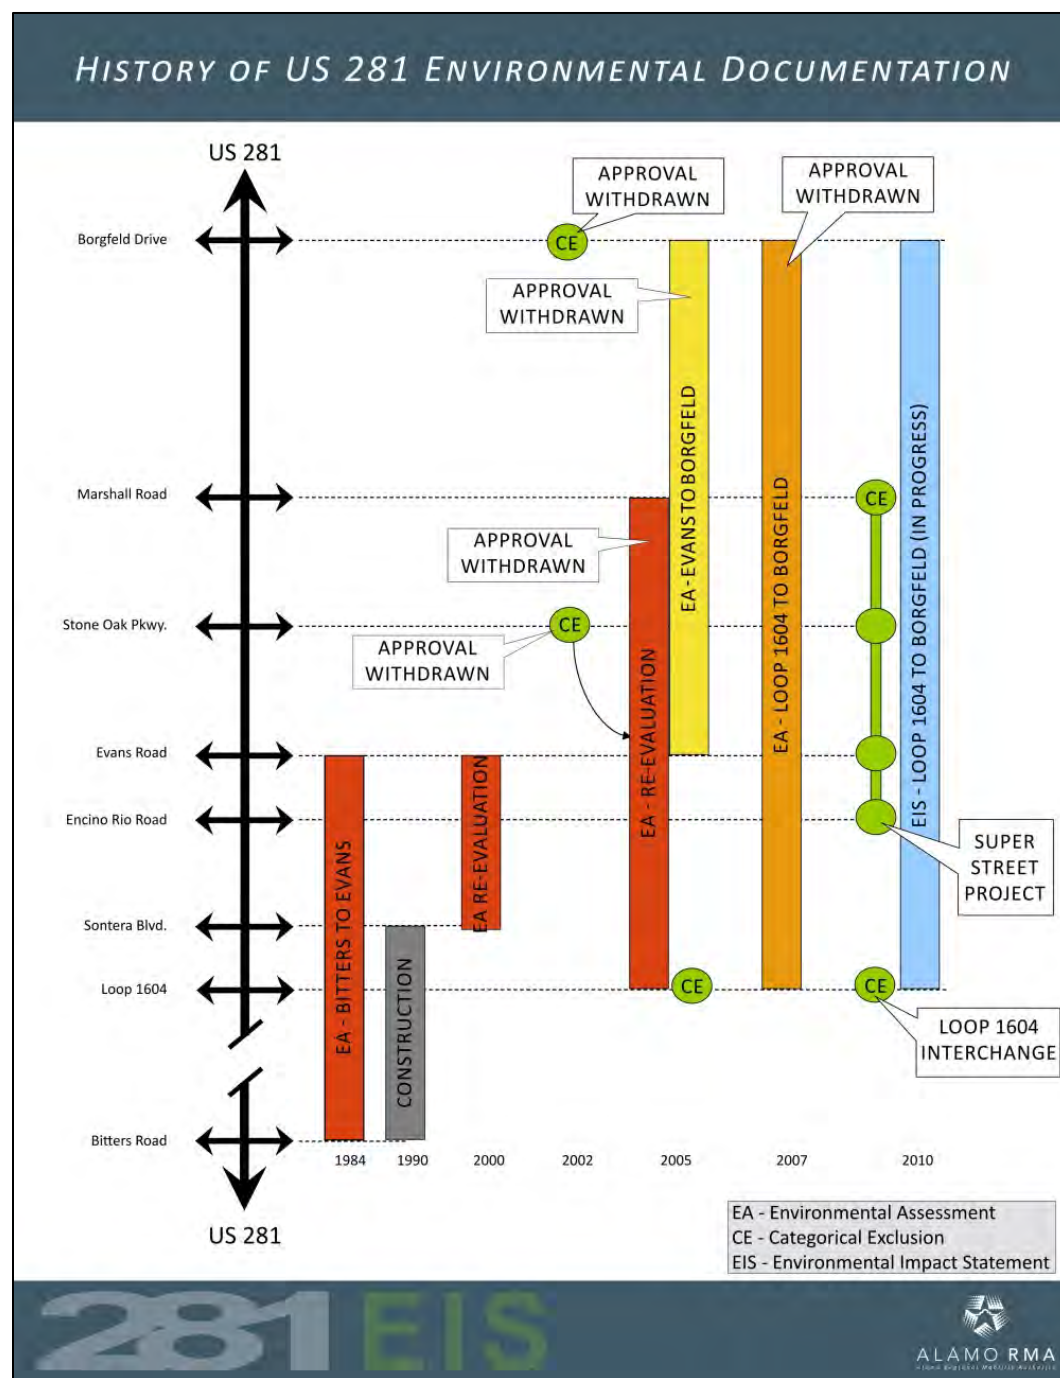 HISTORY OF US 281 ENVIRONMENTAL DOCUMENTATION
US 281
APPROVAL
WITHDRAWN
APPROVAL
WITHDRAWN
Borgfeld Drive
CE
APPROVAL
WITHDRAWN
EA - EVANS TO BORGFELD
EA - LOOP 1604 TO BORGFELD
EIS - LOOP 1604 TO BORGFELD (IN PROGRESS)
Marshall Road
CE
APPROVAL
WITHDRAWN
Stone Oak Pkwy.
CE
APPROVAL
WITHDRAWN
EA - RE-EVALUATION
Evans Road
EA - BITTERS TO EVANS
EA RE-EVALUATION
Encino Rio Road
SUPER
STREET
PROJECT
Sontera Blvd.
CONSTRUCTION
Loop 1604
CE
CE
LOOP 1604
INTERCHANGE
Bitters Road
1984
1990
2000
2002
2005
2007
2010
US 281
EA - Environmental Assessment
CE - Categorical Exclusion
EIS - Environmental Impact Statement
281 EIS
ALAMO RMA
Alamo Regional Mobility Authority